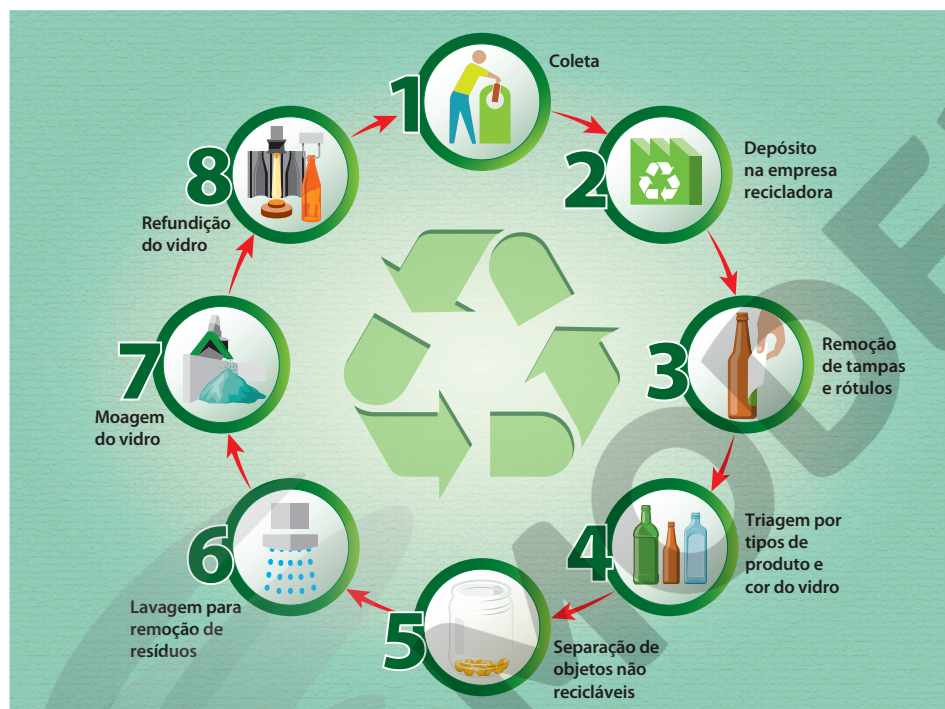 1
Coleta
2
Depósito
na empresa
recicladora
3
Remoção
de tampas
e rótulos
4
Triagem por
tipos de
produto e
cor do vidro
5
Separação de
objetos não
recicláveis
6
Lavagem para
remoção de
resíduos
7
Moagem
do vidro
8
Refundição
do vidro